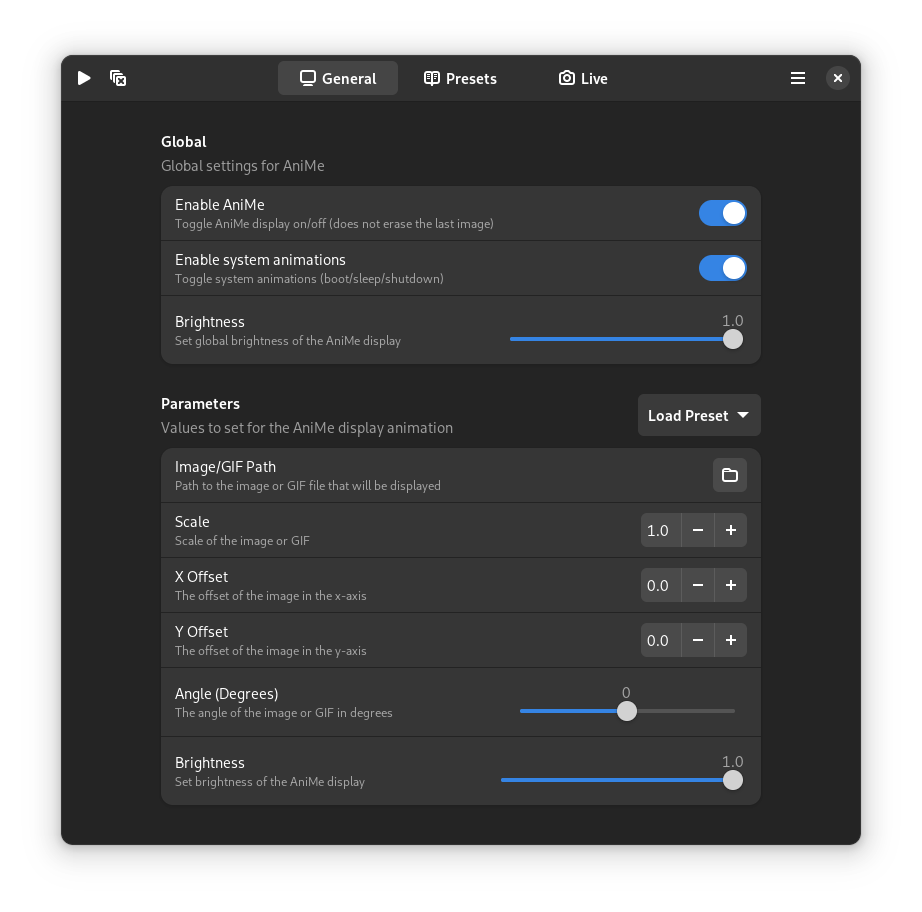 General
Presets
Live
Global
Global settings for AniMe
Enable AniMe
Toggle AniMe display on/off (does not erase the last image)
Enable system animations
Toggle system animations (boot/sleep/shutdown)
Brightness
Set global brightness of the AniMe display
1.0
Parameters
Values to set for the AniMe display animation
Load Preset
Image/GIF Path
Path to the image or GIF file that will be displayed
Scale
Scale of the image or GIF
1.0
X Offset
The offset of the image in the x-axis
0.0
Y Offset
The offset of the image in the y-axis
0.0
Angle (Degrees)
The angle of the image or GIF in degrees
0
Brightness
Set brightness of the AniMe display
1.0